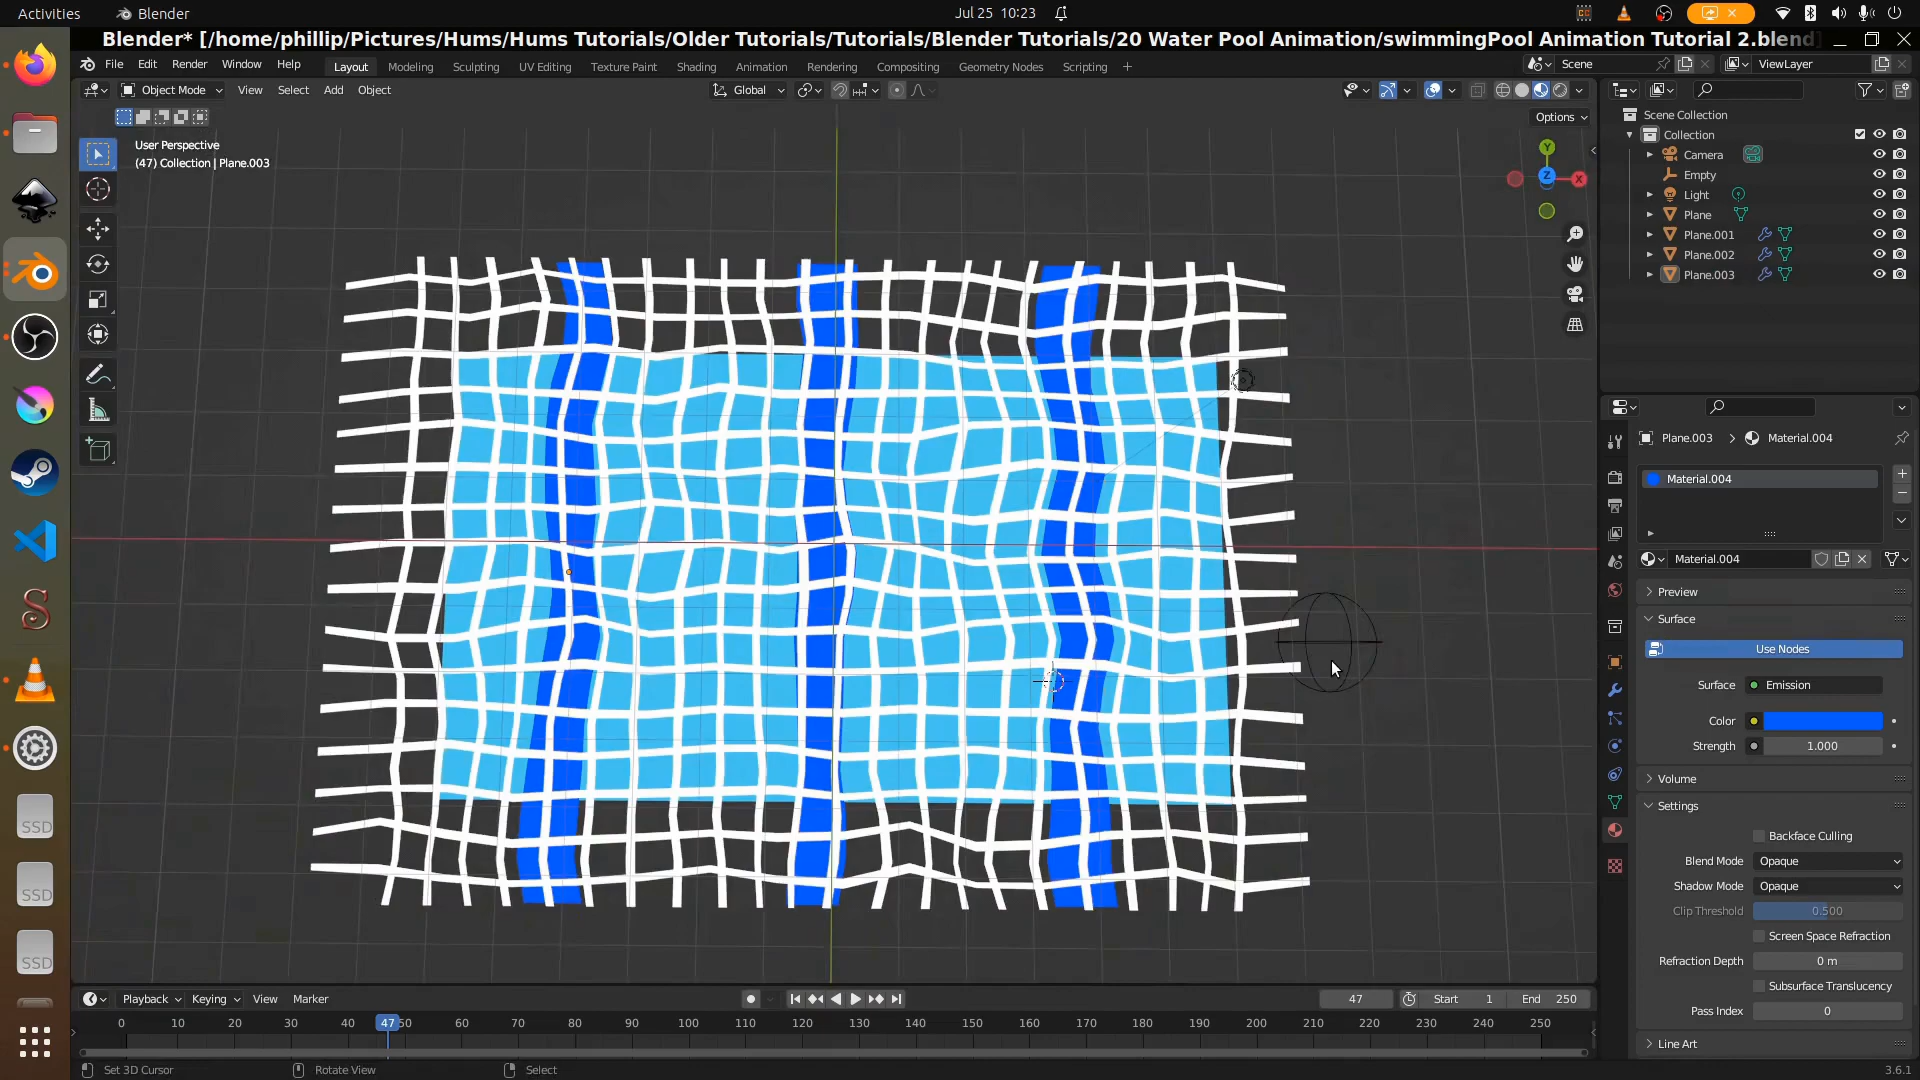 Activities
Blender
Jul 25 10:23
Blender* [/home/phillip/Pictures/Hums/Hums Tutorials/Older Tutorials/Tutorials/Blender Tutorials/20 Water Pool Animation/swimmingPool Animation Tutorial 2.blend]
File Edit Render Window Help
Layout Modeling Sculpting UV Editing Texture Paint Shading Animation Rendering Compositing Geometry Nodes Scripting +
Scene
ViewLayer
Object Mode
View Select Add Object
Global
Options
User Perspective
(47) Collection | Plane.003
Y
Z
X
Scene Collection
Collection
Camera
Empty
Light
Plane
Plane.001
Plane.002
Plane.003
Plane.003 > Material.004
Material.004
Material.004
Preview
Surface
Use Nodes
Surface Emission
Color
Strength 1.000
Volume
Settings
Backface Culling
Blend Mode Opaque
Shadow Mode Opaque
Clip Threshold 0.500
Screen Space Refraction
Refraction Depth 0 m
Subsurface Translucency
Pass Index 0
Line Art
SSD
SSD
SSD
Playback Keying View Marker
47
Start 1
End 250
0 10 20 30 40 47 50 60 70 80 90 100 110 120 130 140 150 160 170 180 190 200 210 220 230 240 250
Set 3D Cursor
Rotate View
Select
3.6.1